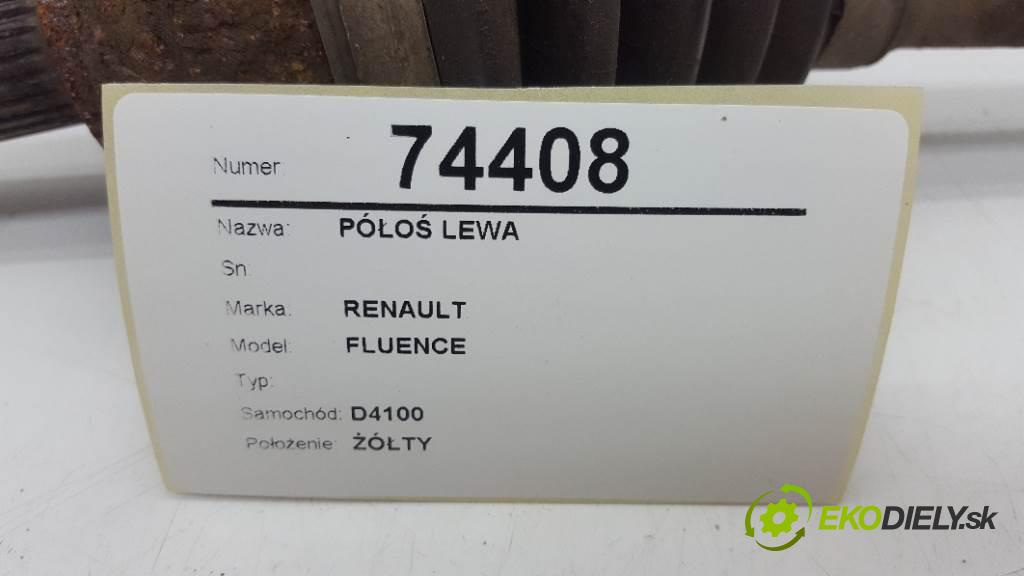 Numer: 74408
Nazwa: PÓŁOŚ LEWA
Sn:
Marka: RENAULT
Model: FLUENCE
Typ:
Samochód: D4100
Położenie: ŻÓŁTY
EKODIELY.sk